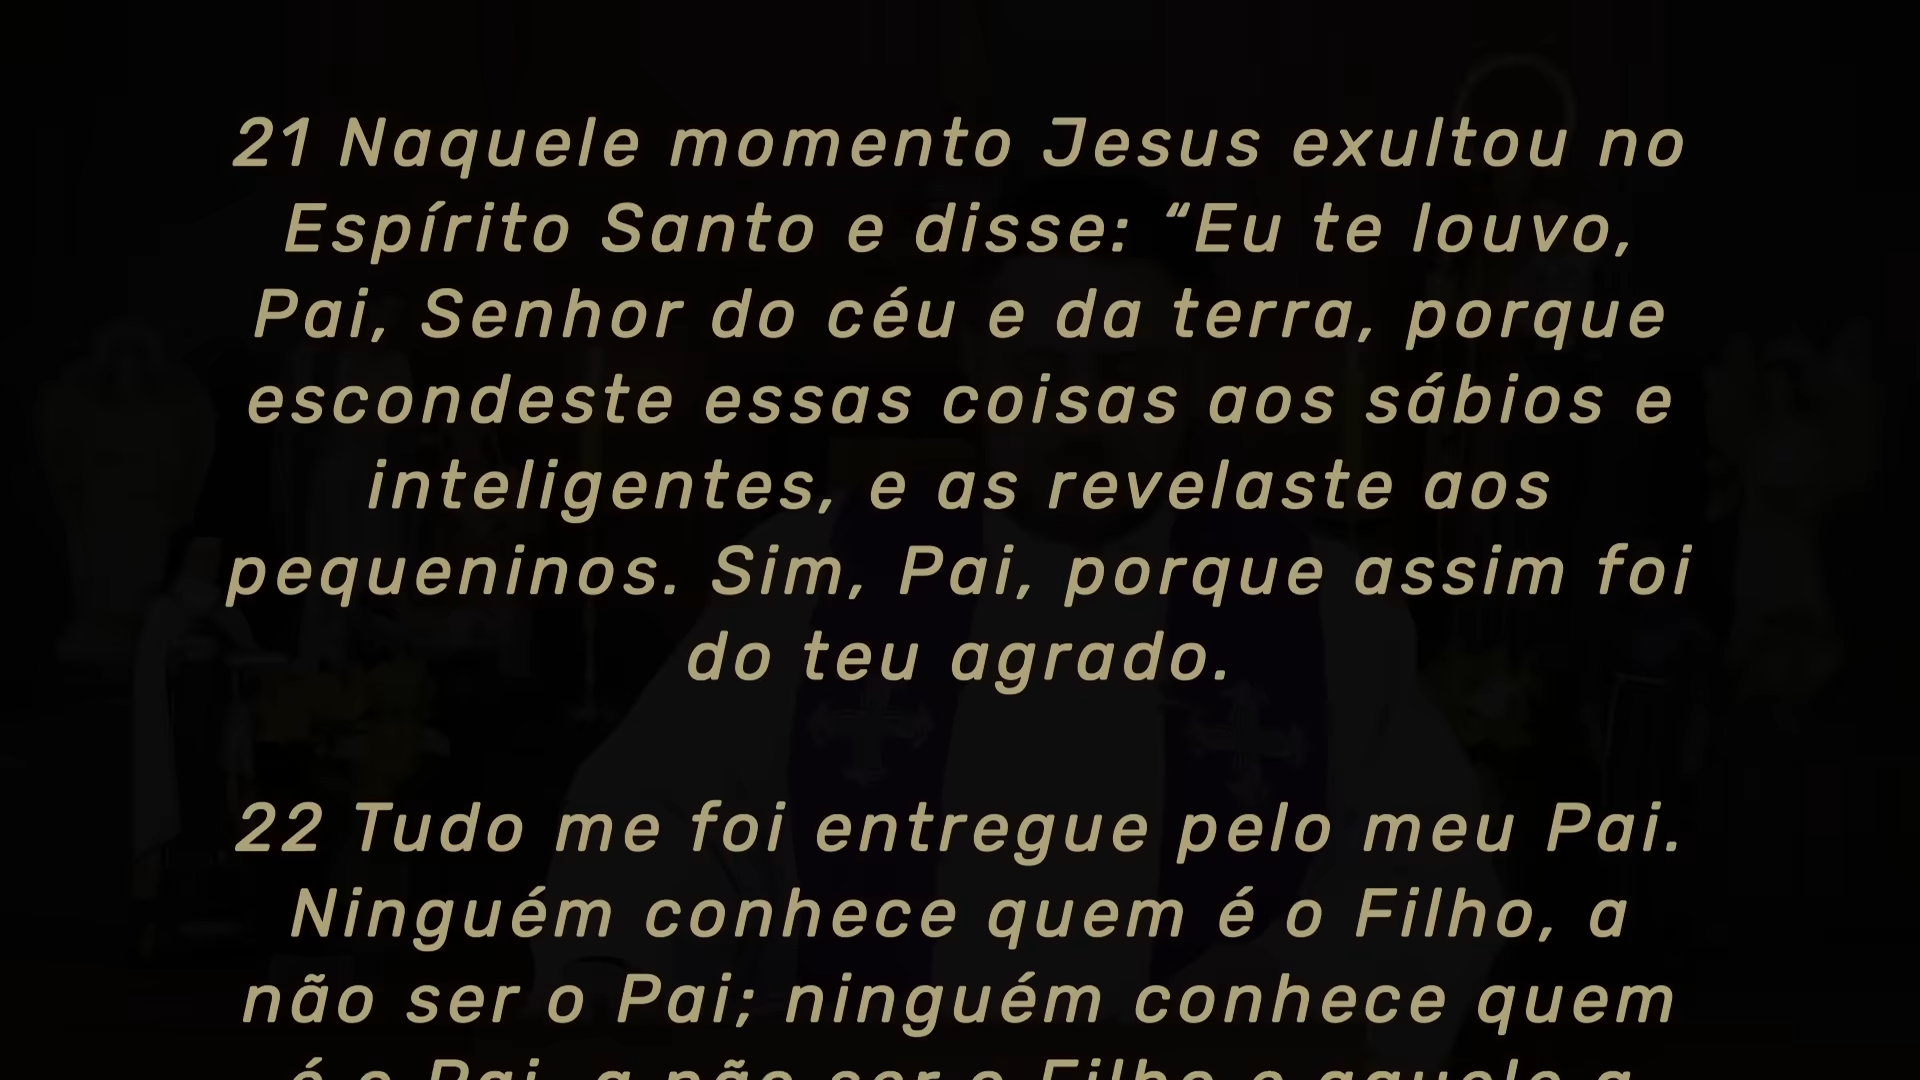 21 Naquele momento Jesus exultou no
Espírito Santo e disse: “Eu te louvo,
Pai, Senhor do céu e da terra, porque
escondeste essas coisas aos sábios e
inteligentes, e as revelaste aos
pequeninos. Sim, Pai, porque assim foi
do teu agrado.
22 Tudo me foi entregue pelo meu Pai.
Ninguém conhece quem é o Filho, a
não ser o Pai; ninguém conhece quem
é o Pai, a não ser o Filho e aquele a